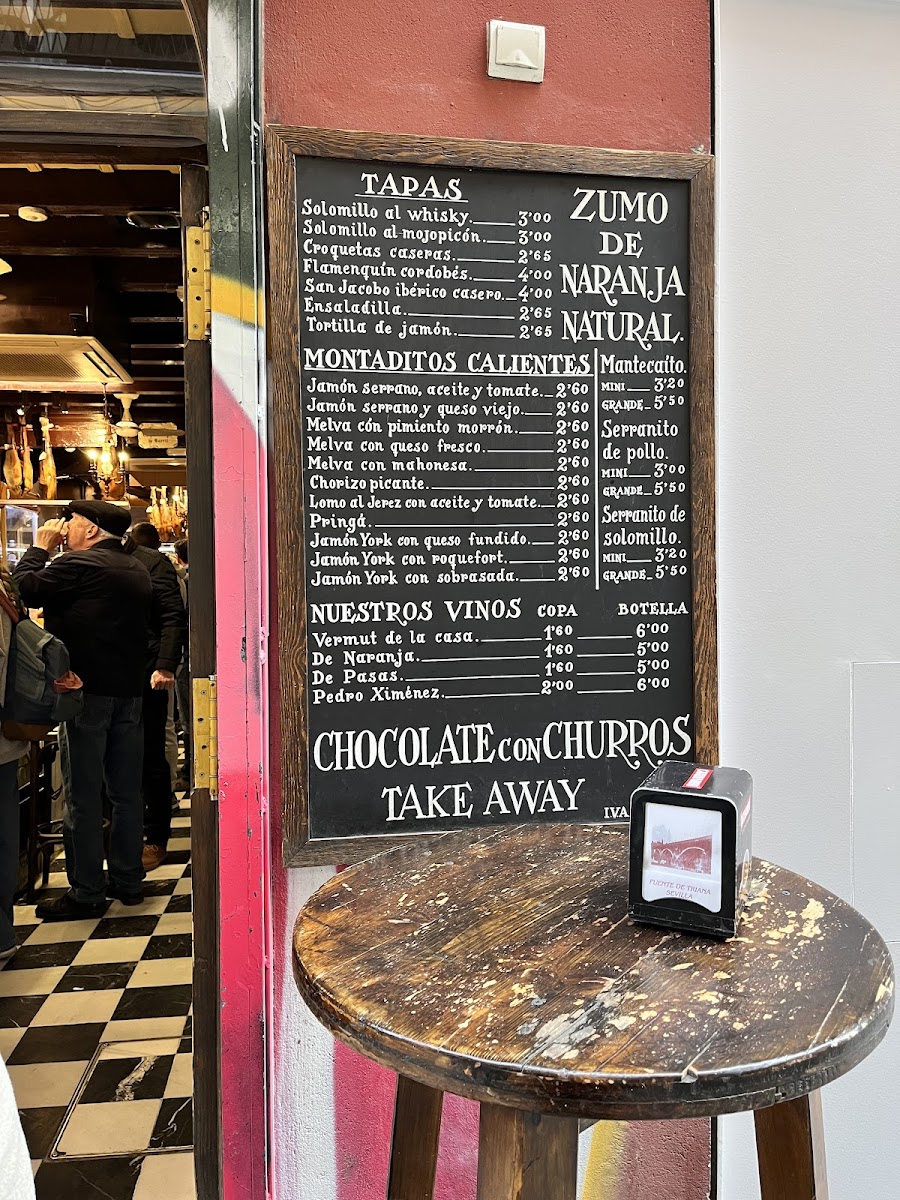 TAPAS
Solomillo al whisky. 3'00
Solomillo al mojopicón. 3'00
Croquetas caseras. 2'65
Flamenquín cordobés. 4'00
San Jacobo ibérico casero. 4'00
Ensaladilla. 2'65
Tortilla de jamón. 2'65
ZUMO
DE
NARANJA
NATURAL.
MONTADITOS CALIENTES
Jamón serrano, aceite y tomate. 2'60
Jamón serrano y queso viejo. 2'60
Melva cón pimiento morrón. 2'60
Melva con queso fresco. 2'60
Melva con mahonesa. 2'60
Chorizo picante. 2'60
Lomo al Jerez con aceite y tomate. 2'60
Pringá. 2'60
Jamón York con queso fundido. 2'60
Jamón York con roquefort. 2'60
Jamón York con sobrasada. 2'60
Mantecaíto.
MINI 3'20
GRANDE 5'50
Serranito
de pollo.
MINI 3'00
GRANDE 5'50
Serranito de
solomillo.
MINI 3'20
GRANDE 5'50
NUESTROS VINOS COPA BOTELLA
Vermut de la casa. 1'60 6'00
De Naranja. 1'60 5'00
De Pasas. 1'60 5'00
Pedro Ximénez. 2'00 6'00
CHOCOLATE CON CHURROS
TAKE AWAY
I.V.A.
PUENTE DE TRIANA
SEVILLA